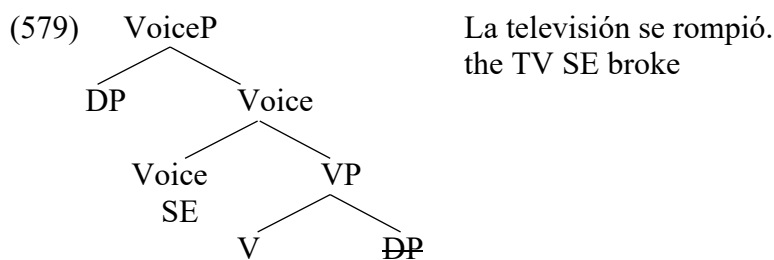 (579) VoiceP La televisión se rompió.
the TV SE broke
DP Voice
Voice VP
SE
V DP